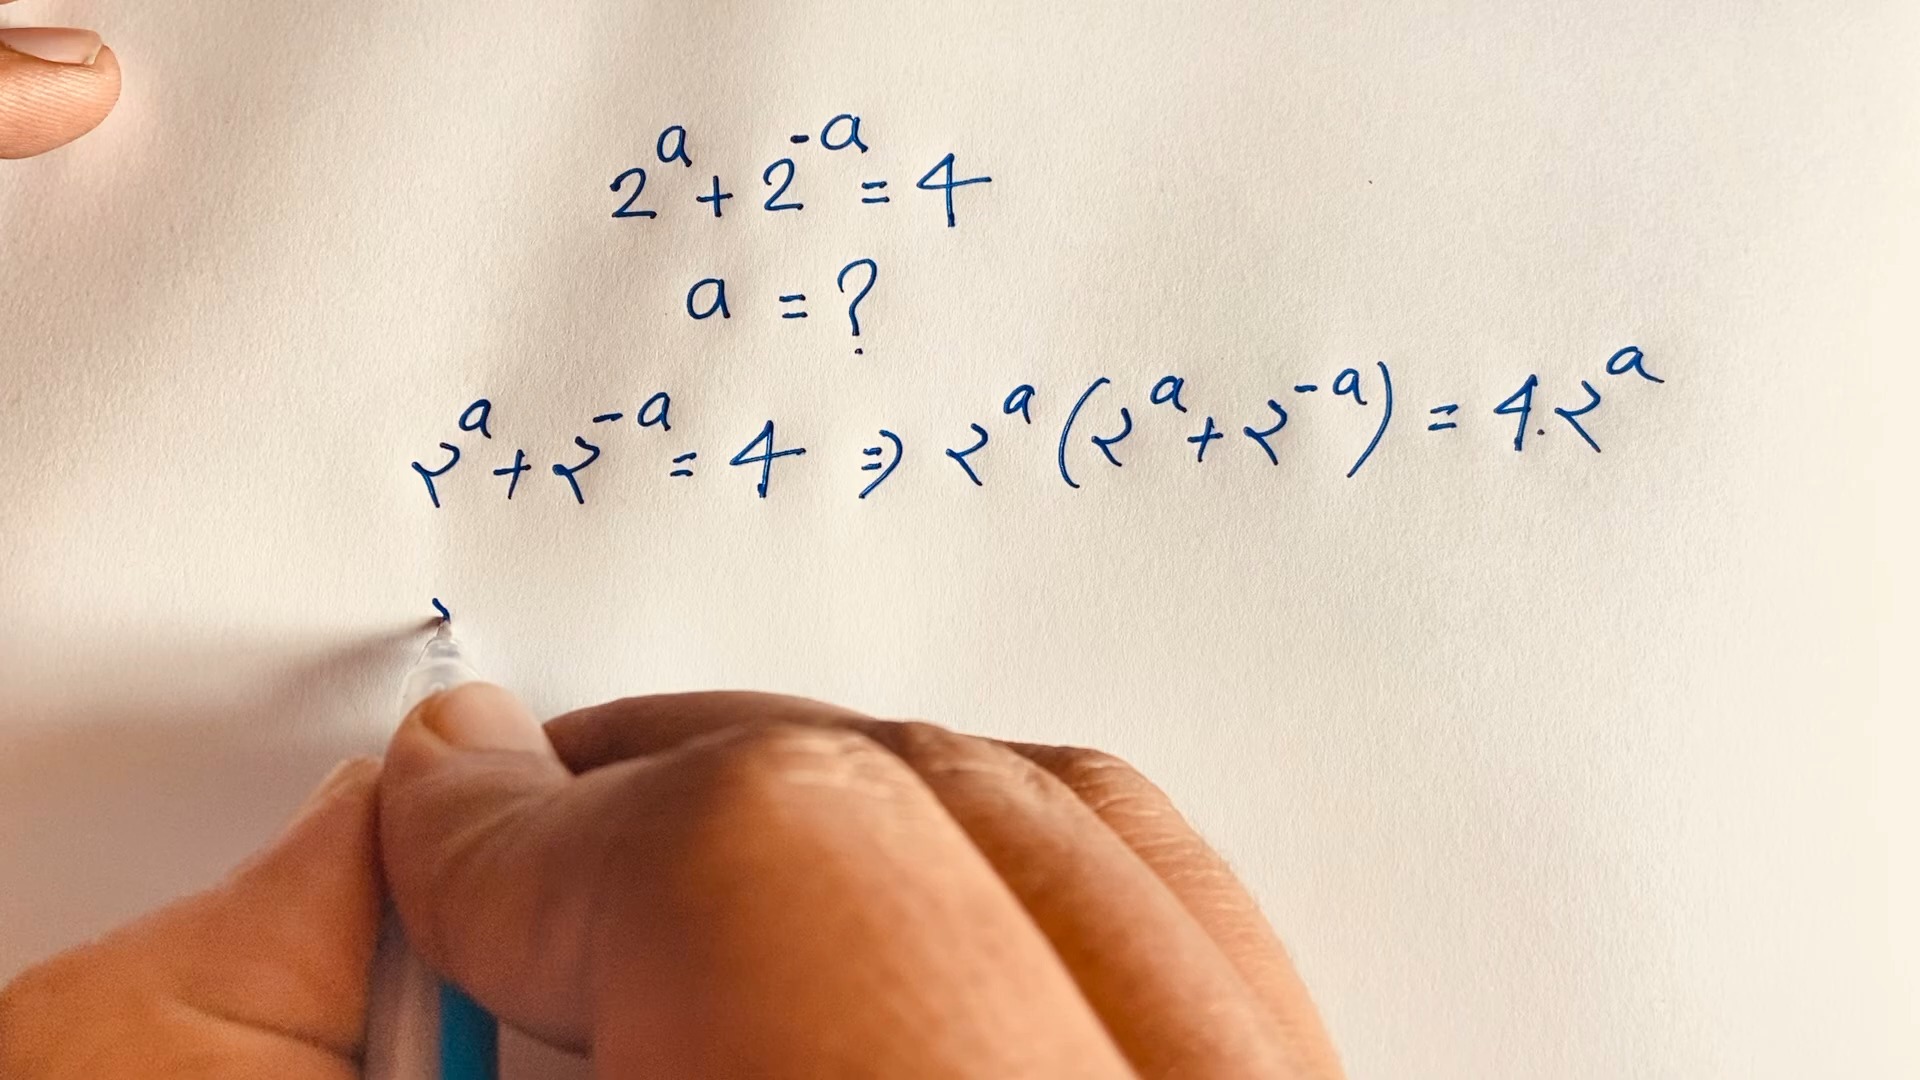 2^a + 2^-a = 4
a = ?
2^a + 2^-a = 4 ⇒ 2^a (2^a + 2^-a) = 4.2^a